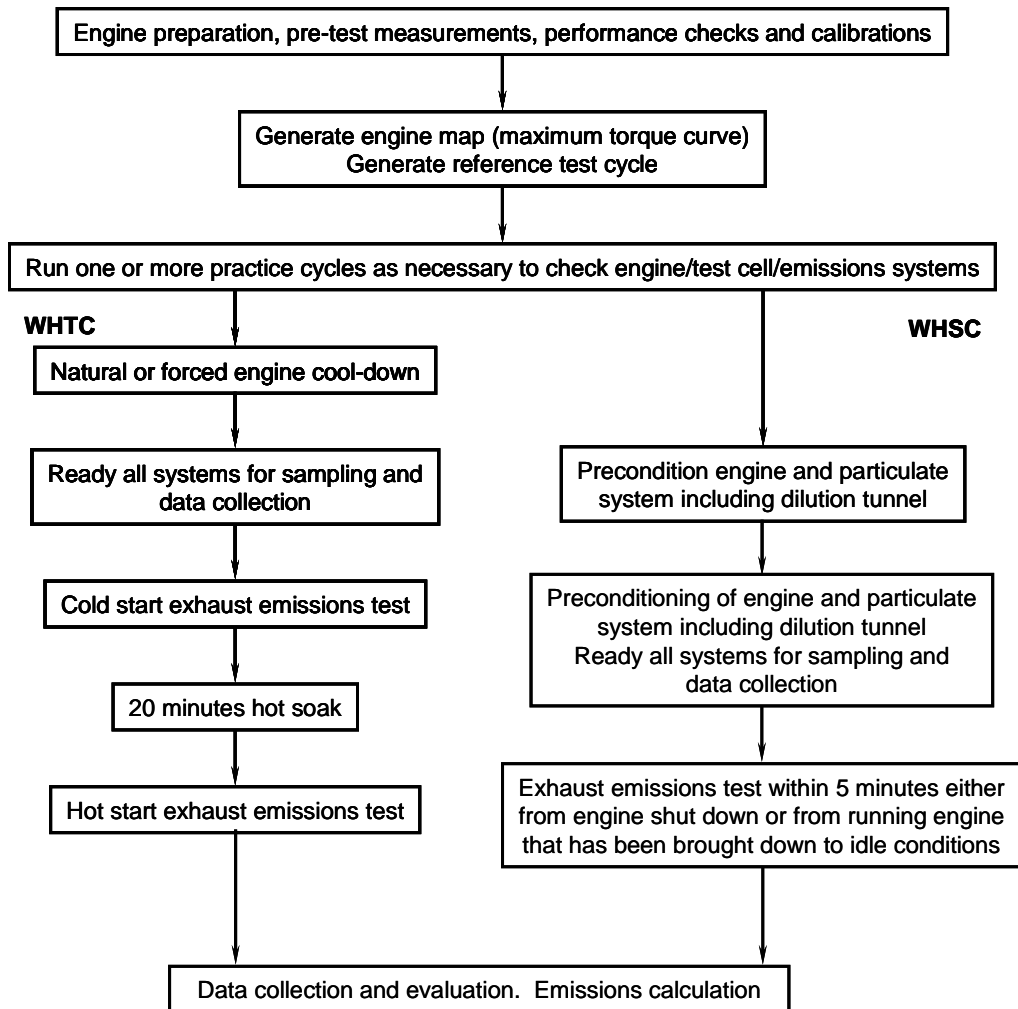 Engine preparation, pre-test measurements, performance checks and calibrations
Generate engine map (maximum torque curve)
Generate reference test cycle
Run one or more practice cycles as necessary to check engine/test cell/emissions systems
WHTC
Natural or forced engine cool-down
Ready all systems for sampling and
data collection
Cold start exhaust emissions test
20 minutes hot soak
Hot start exhaust emissions test
WHSC
Precondition engine and particulate
system including dilution tunnel
Preconditioning of engine and particulate
system including dilution tunnel
Ready all systems for sampling and
data collection
Exhaust emissions test within 5 minutes either
from engine shut down or from running engine
that has been brought down to idle conditions
Data collection and evaluation. Emissions calculation